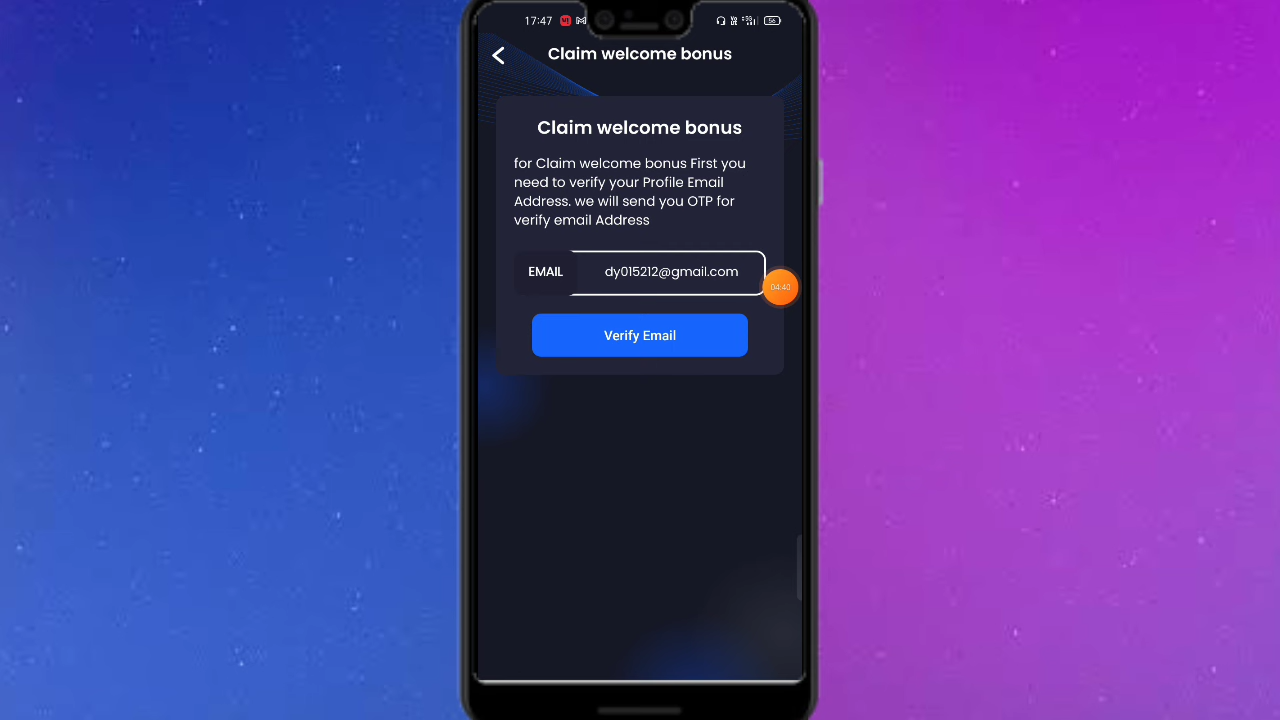 17:47
Claim welcome bonus
Claim welcome bonus
for Claim welcome bonus First you
need to verify your Profile Email
Address. we will send you OTP for
verify email Address
EMAIL dy015212@gmail.com
04:40
Verify Email